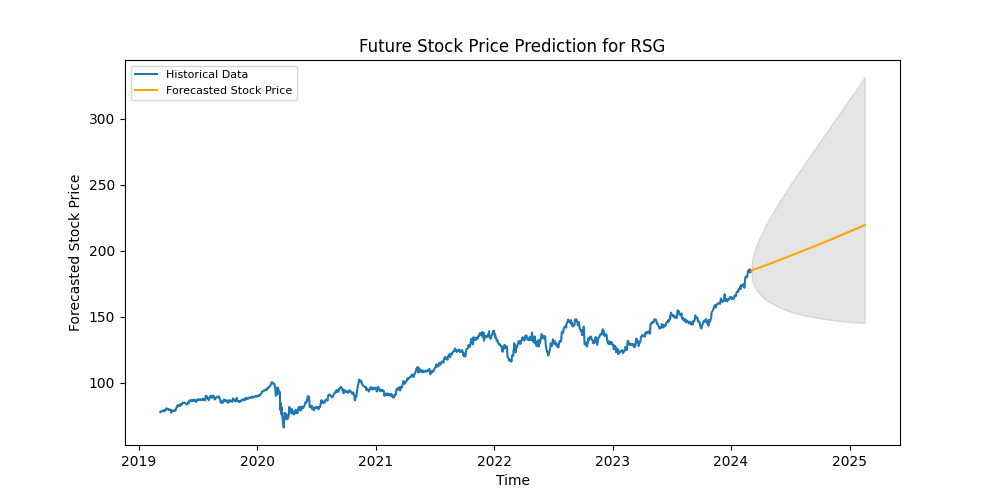 Future Stock Price Prediction for RSG
Historical Data
Forecasted Stock Price
Forecasted Stock Price
300
250
200
150
100
2019
2020
2021
2022
2023
2024
2025
Time